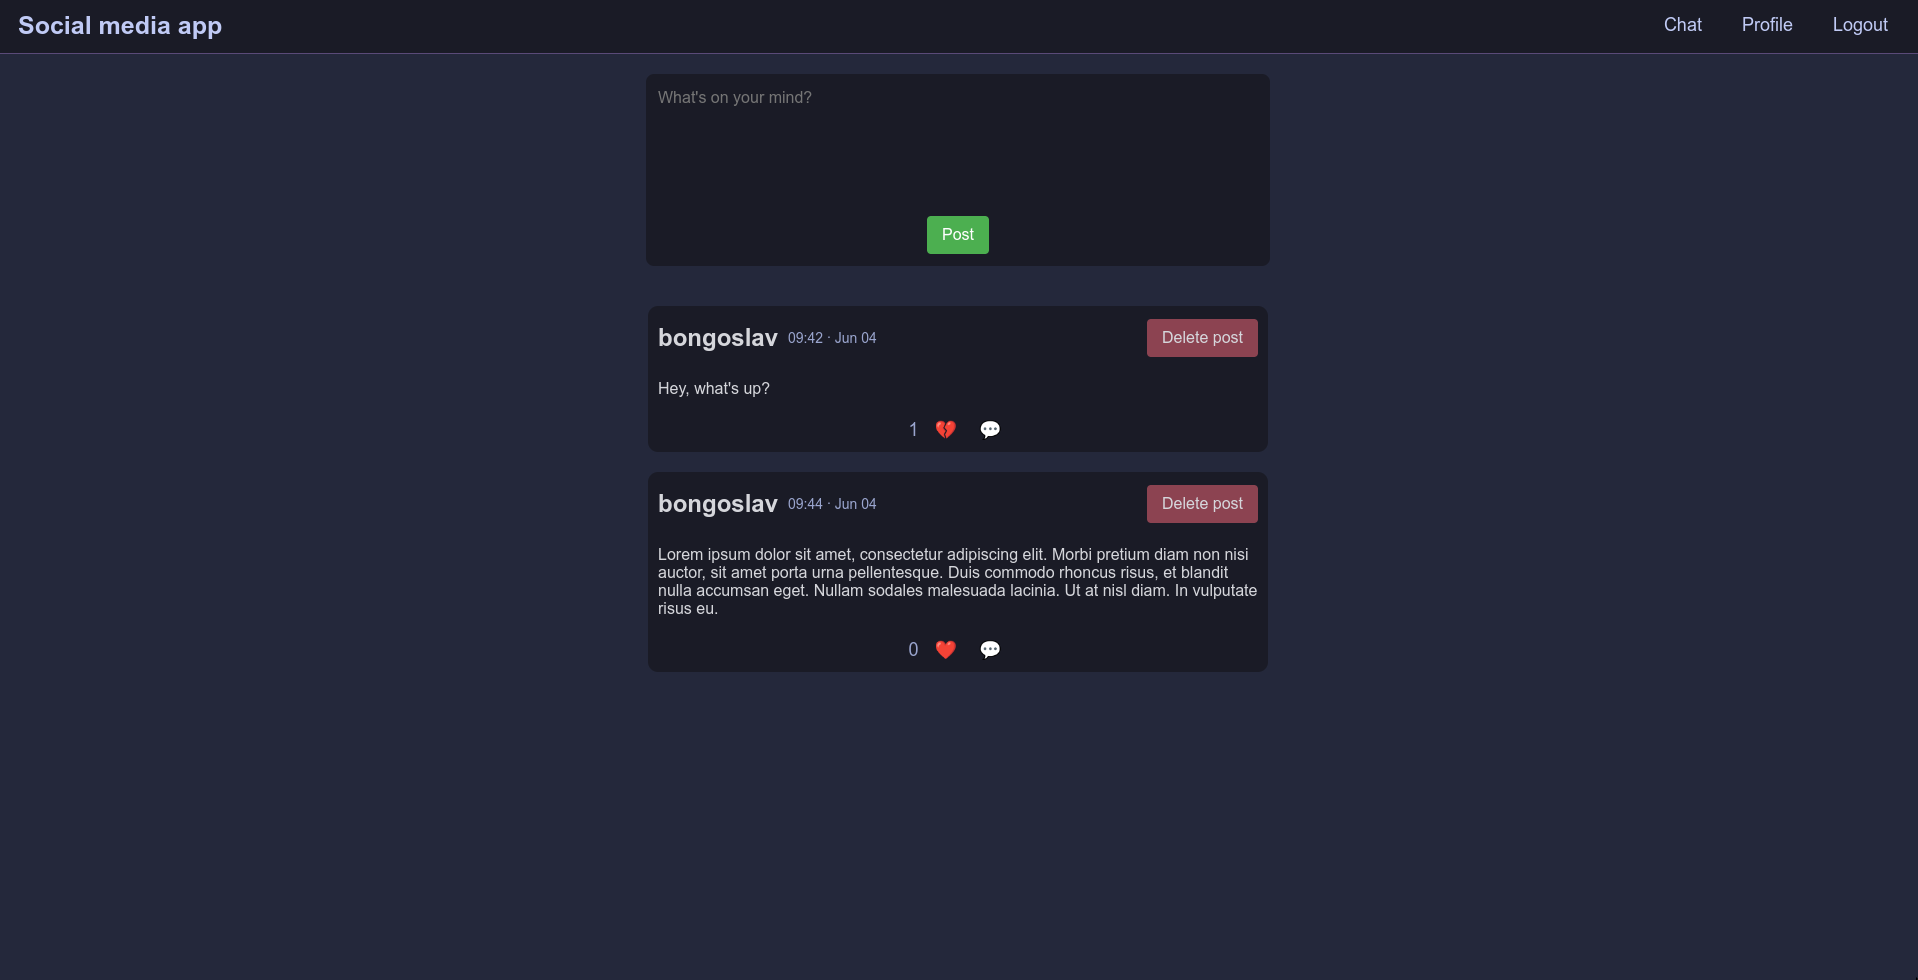 Social media app
Chat
Profile
Logout
What's on your mind?
Post
bongoslav 09:42 · Jun 04
Delete post
Hey, what's up?
1 💔 💬
bongoslav 09:44 · Jun 04
Delete post
Lorem ipsum dolor sit amet, consectetur adipiscing elit. Morbi pretium diam non nisi
auctor, sit amet porta urna pellentesque. Duis commodo rhoncus risus, et blandit
nulla accumsan eget. Nullam sodales malesuada lacinia. Ut at nisl diam. In vulputate
risus eu.
0 ❤️ 💬